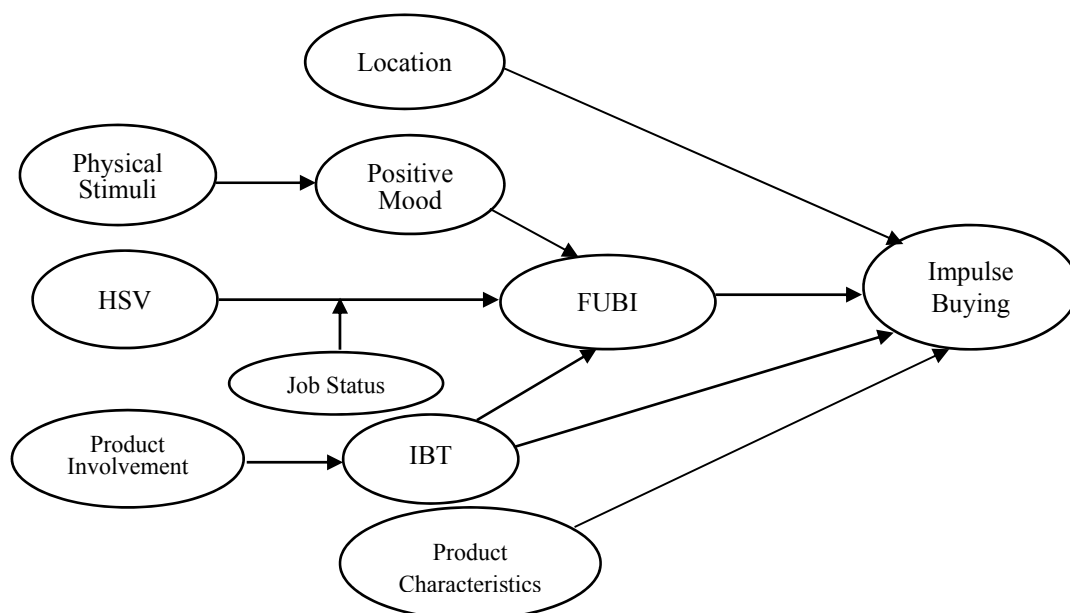 Location
Physical
Stimuli
Positive
Mood
HSV
FUBI
Impulse
Buying
Job Status
Product
Involvement
IBT
Product
Characteristics